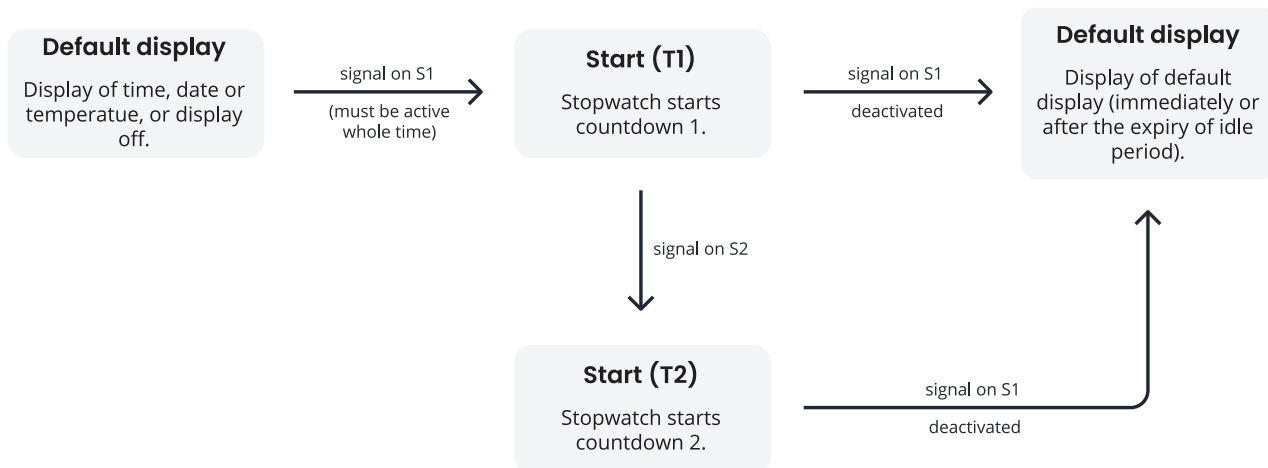 Default display
Display of time, date or
temperatue, or display
off.
signal on S1
(must be active
whole time)
Start (T1)
Stopwatch starts
countdown 1.
signal on S1
deactivated
Default display
Display of default
display (immediately or
after the expiry of idle
period).
signal on S2
Start (T2)
Stopwatch starts
countdown 2.
signal on S1
deactivated